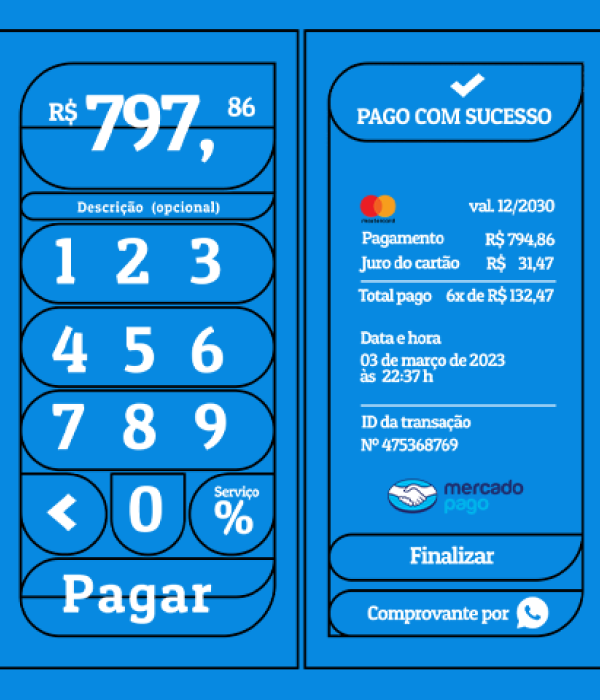 R$ 797,86
Descrição (opcional)
1 2 3
4 5 6
7 8 9
< 0 Serviço %
Pagar
PAGO COM SUCESSO
mastercard
val. 12/2030
Pagamento R$ 794,86
Juro do cartão R$ 31,47
Total pago 6x de R$ 132,47
Data e hora
03 de março de 2023
às 22:37 h
ID da transação
Nº 475368769
mercado
pago
Finalizar
Comprovante por